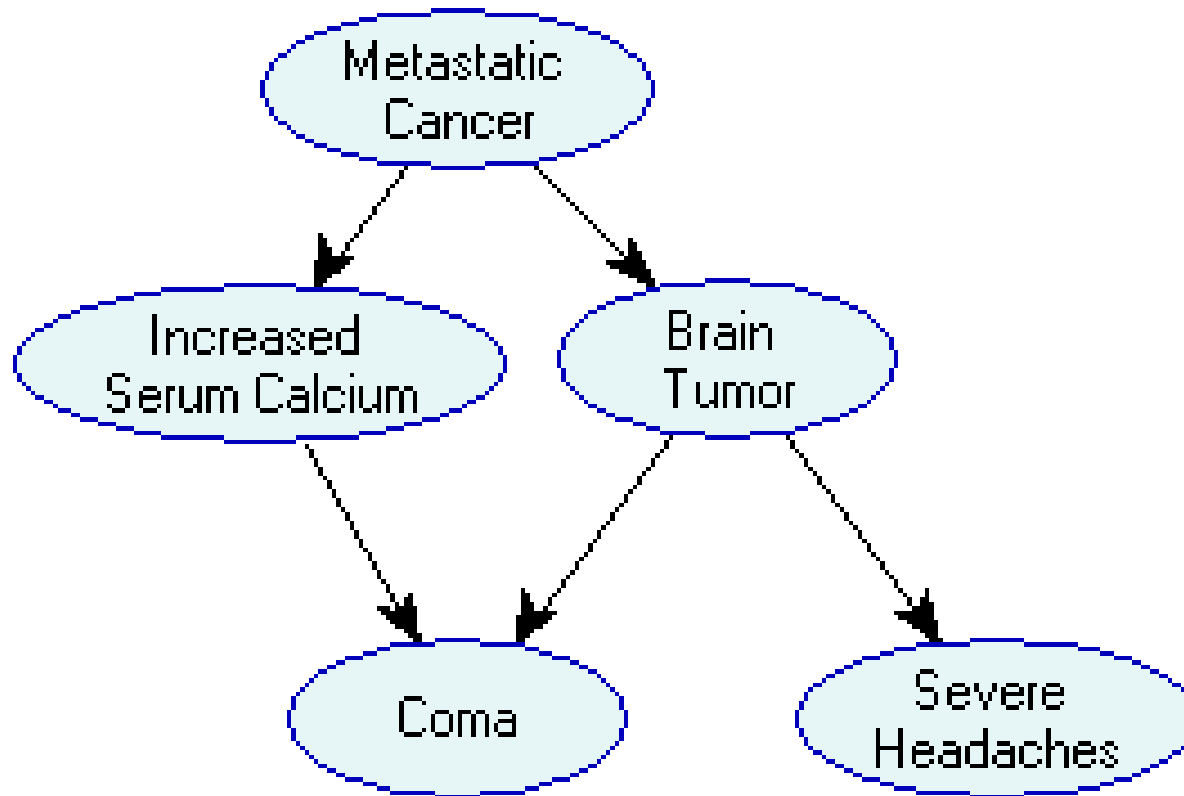 Metastatic
Cancer
Increased
Serum Calcium
Brain
Tumor
Coma
Severe
Headaches